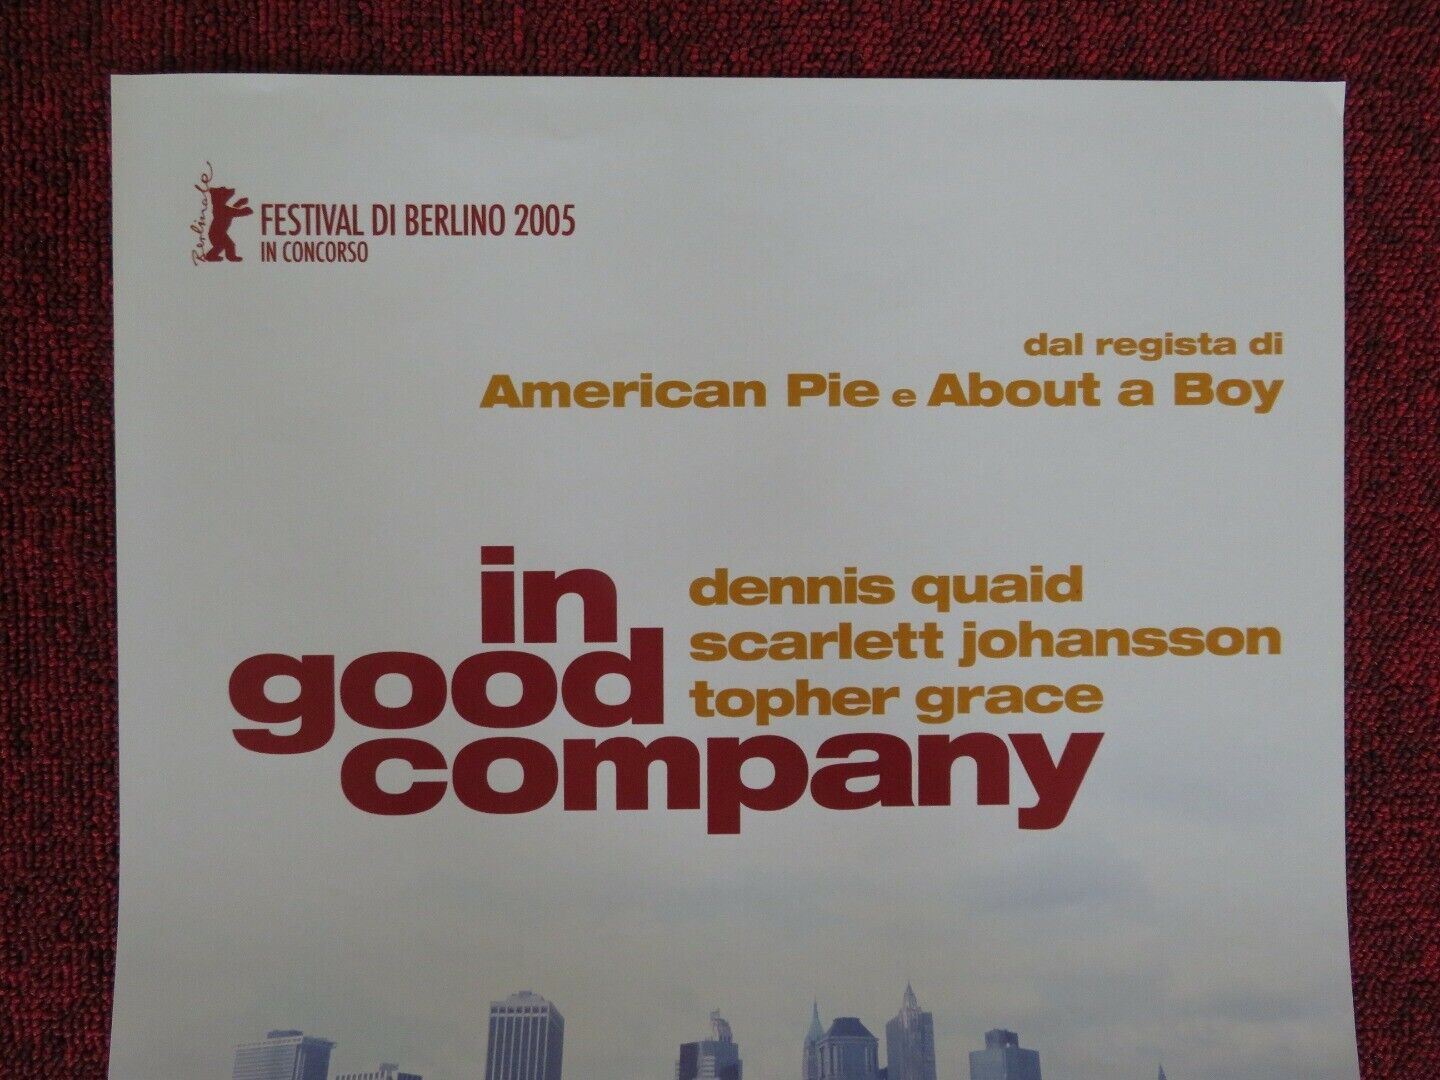 Berlinale
FESTIVAL DI BERLINO 2005
IN CONCORSO
dal regista di
American Pie e About a Boy
in
good
company
dennis quaid
scarlett johansson
topher grace